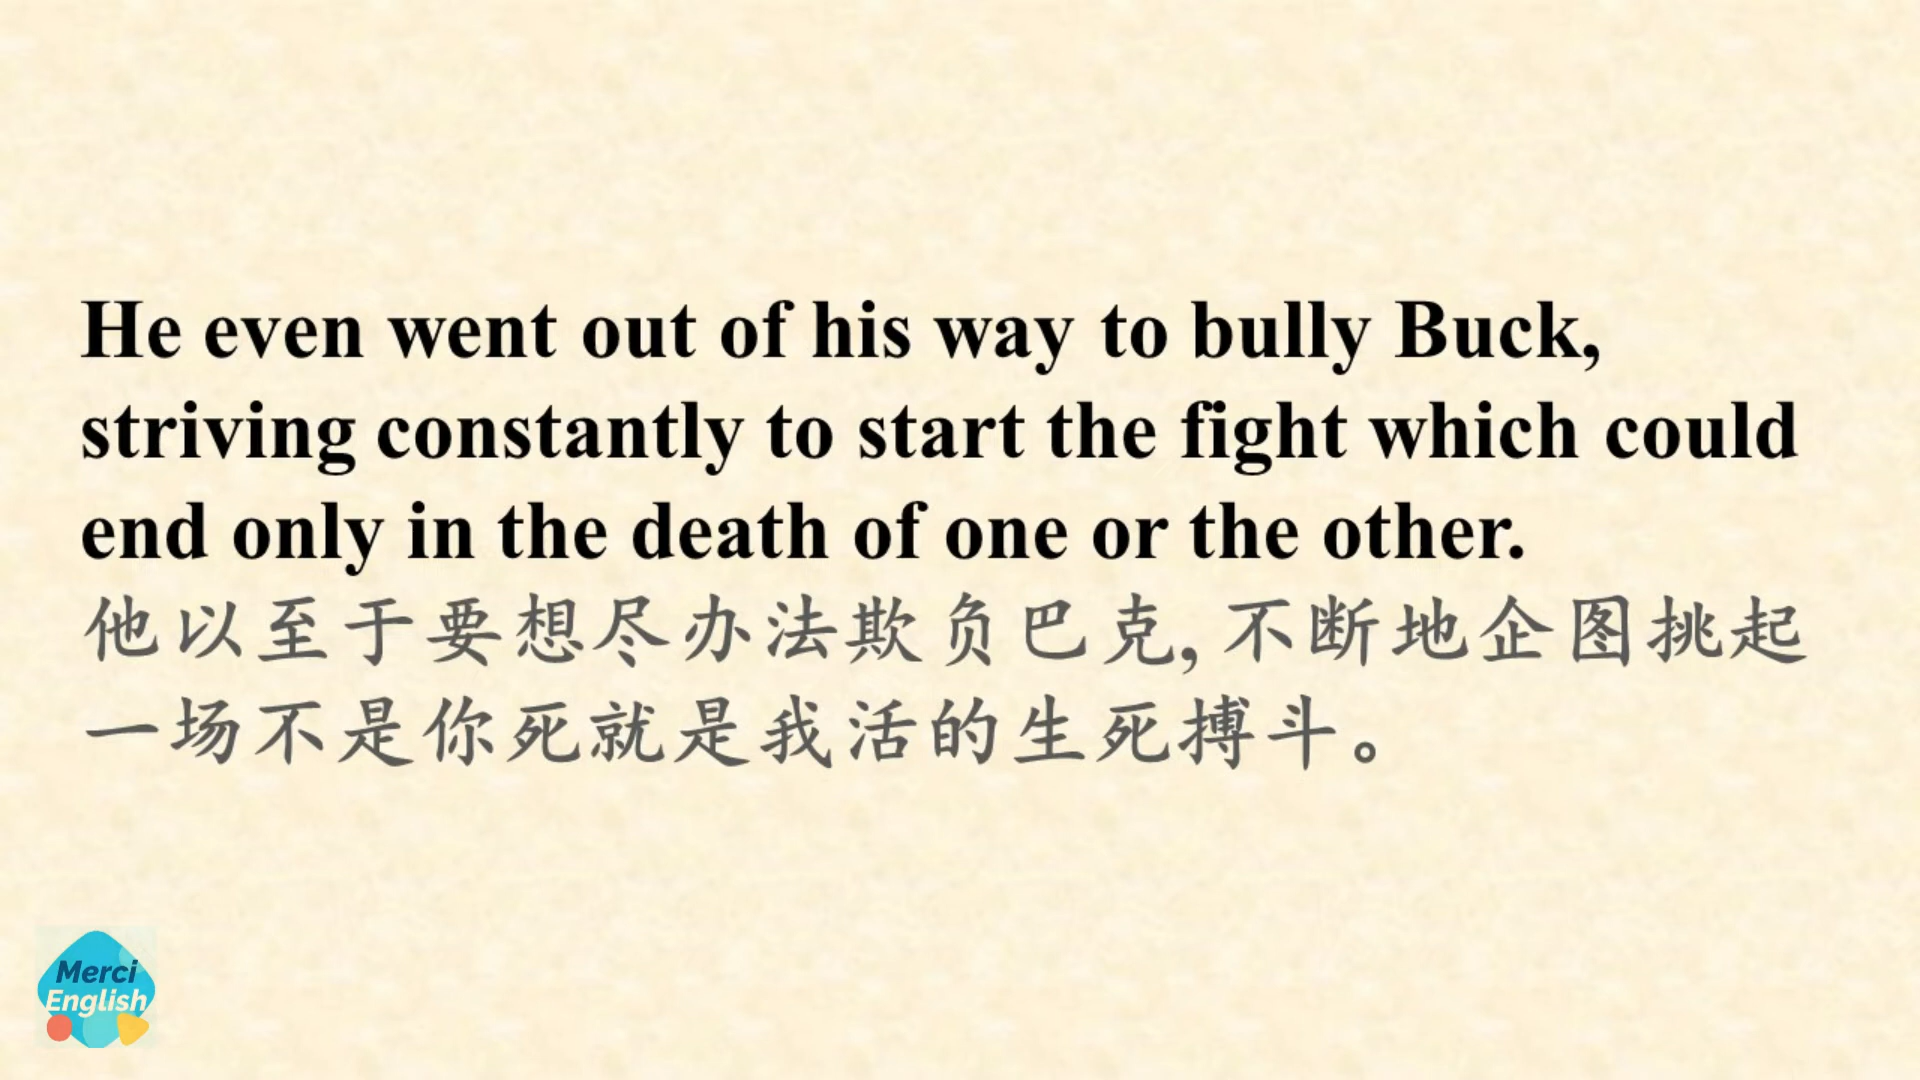 He even went out of his way to bully Buck,
striving constantly to start the fight which could
end only in the death of one or the other.
他以至于要想尽办法欺负巴克,不断地企图挑起
一场不是你死就是我活的生死搏斗。
Merci
English